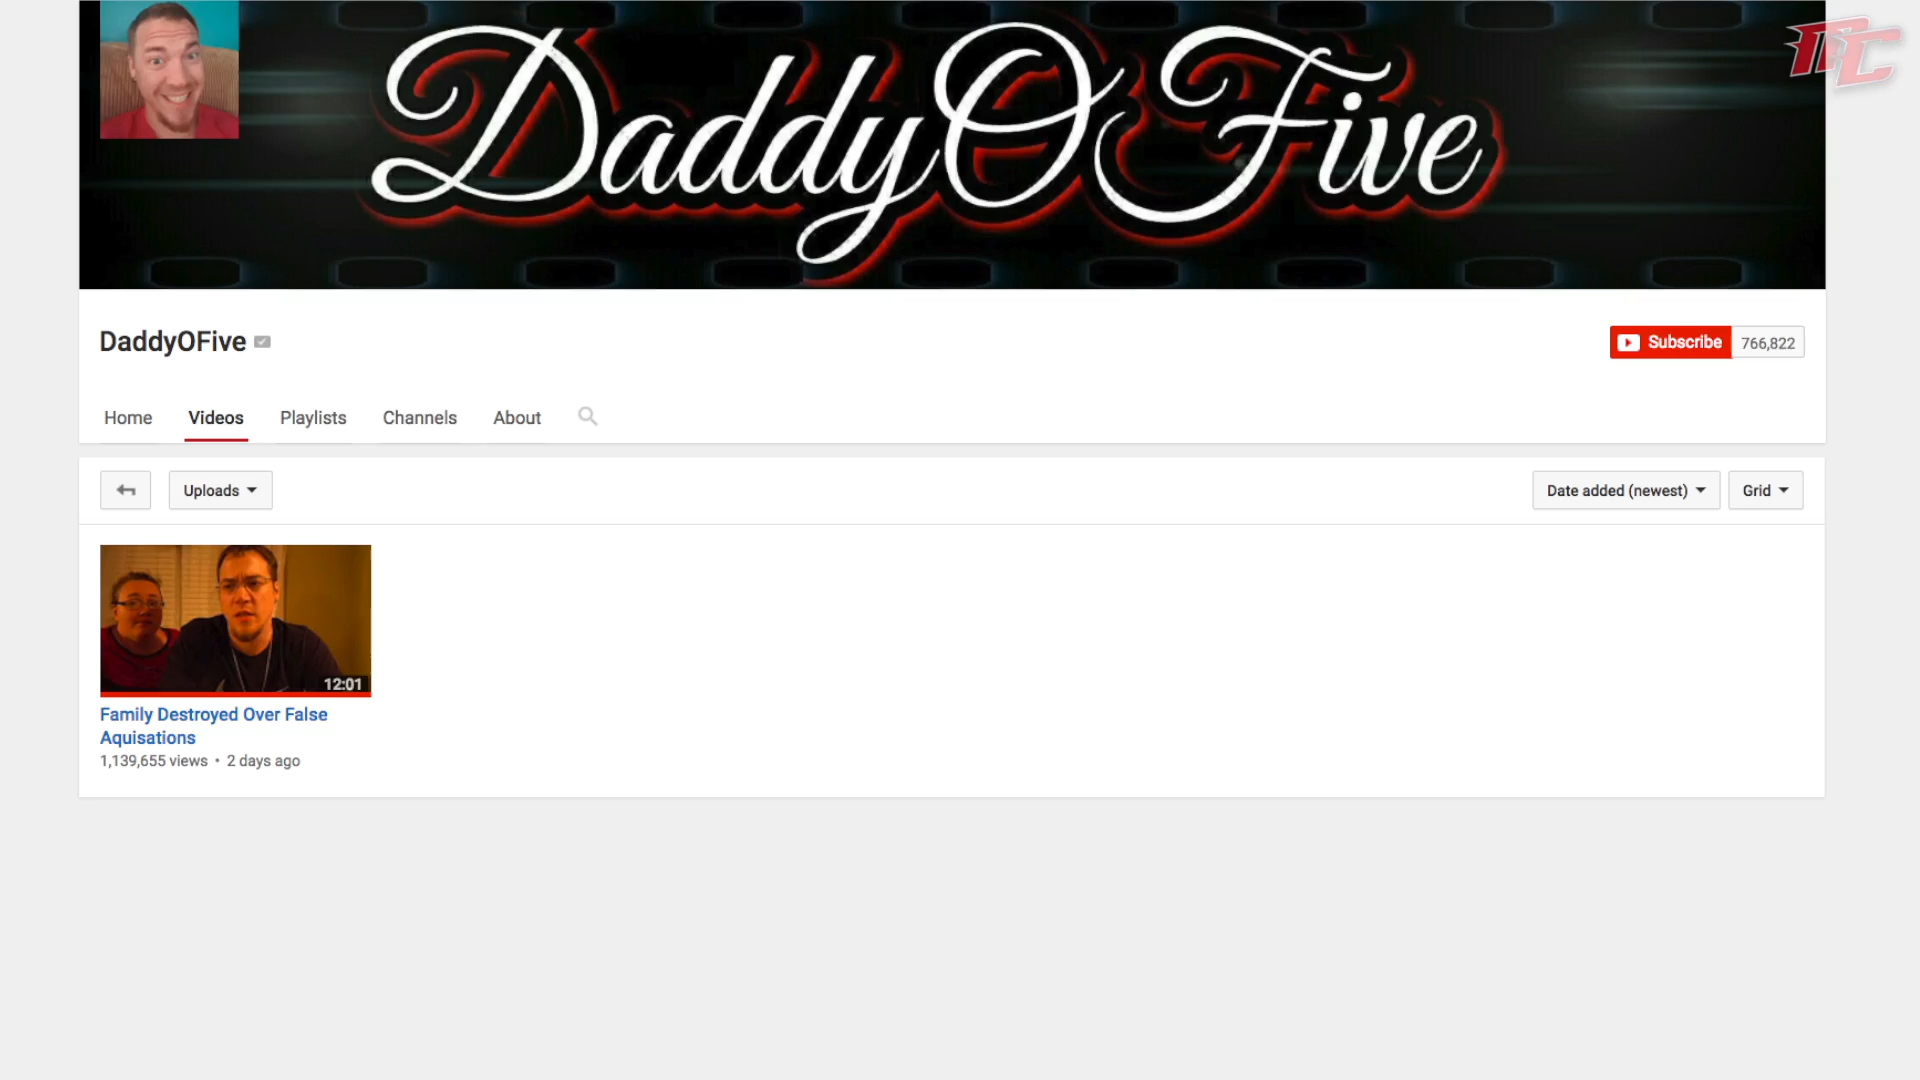 DaddyOFive
DaddyOFive
Subscribe 766,822
Home Videos Playlists Channels About
Uploads Date added (newest) Grid
12:01
Family Destroyed Over False
Aquisations
1,139,655 views • 2 days ago